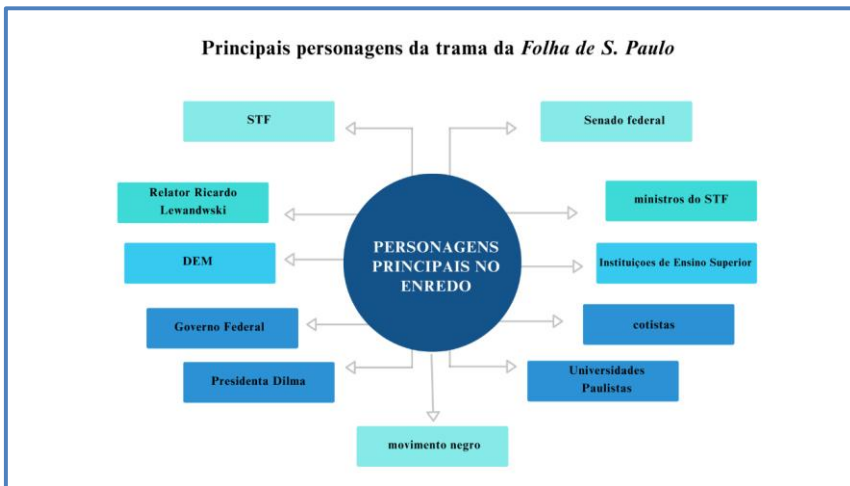 Principais personagens da trama da Folha de S. Paulo
STF
Senado federal
Relator Ricardo
Lewandwski
ministros do STF
PERSONAGENS
PRINCIPAIS NO
ENREDO
DEM
Instituiçoes de Ensino Superior
Governo Federal
cotistas
Presidenta Dilma
Universidades
Paulistas
movimento negro